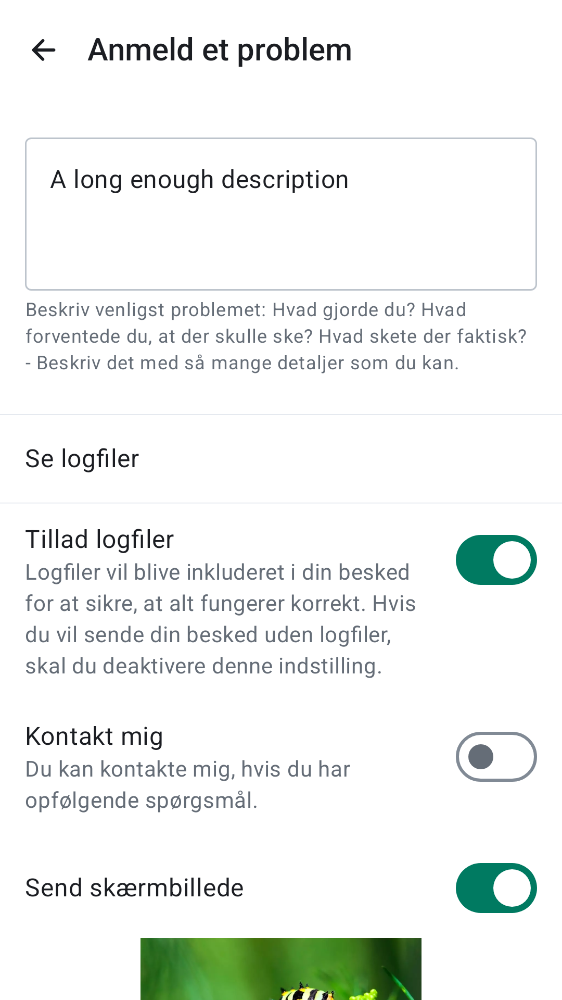 Anmeld et problem
A long enough description
Beskriv venligst problemet: Hvad gjorde du? Hvad
forventede du, at der skulle ske? Hvad skete der faktisk?
- Beskriv det med så mange detaljer som du kan.
Se logfiler
Tillad logfiler
Logfiler vil blive inkluderet i din besked
for at sikre, at alt fungerer korrekt. Hvis
du vil sende din besked uden logfiler,
skal du deaktivere denne indstilling.
Kontakt mig
Du kan kontakte mig, hvis du har
opfølgende spørgsmål.
Send skærmbillede